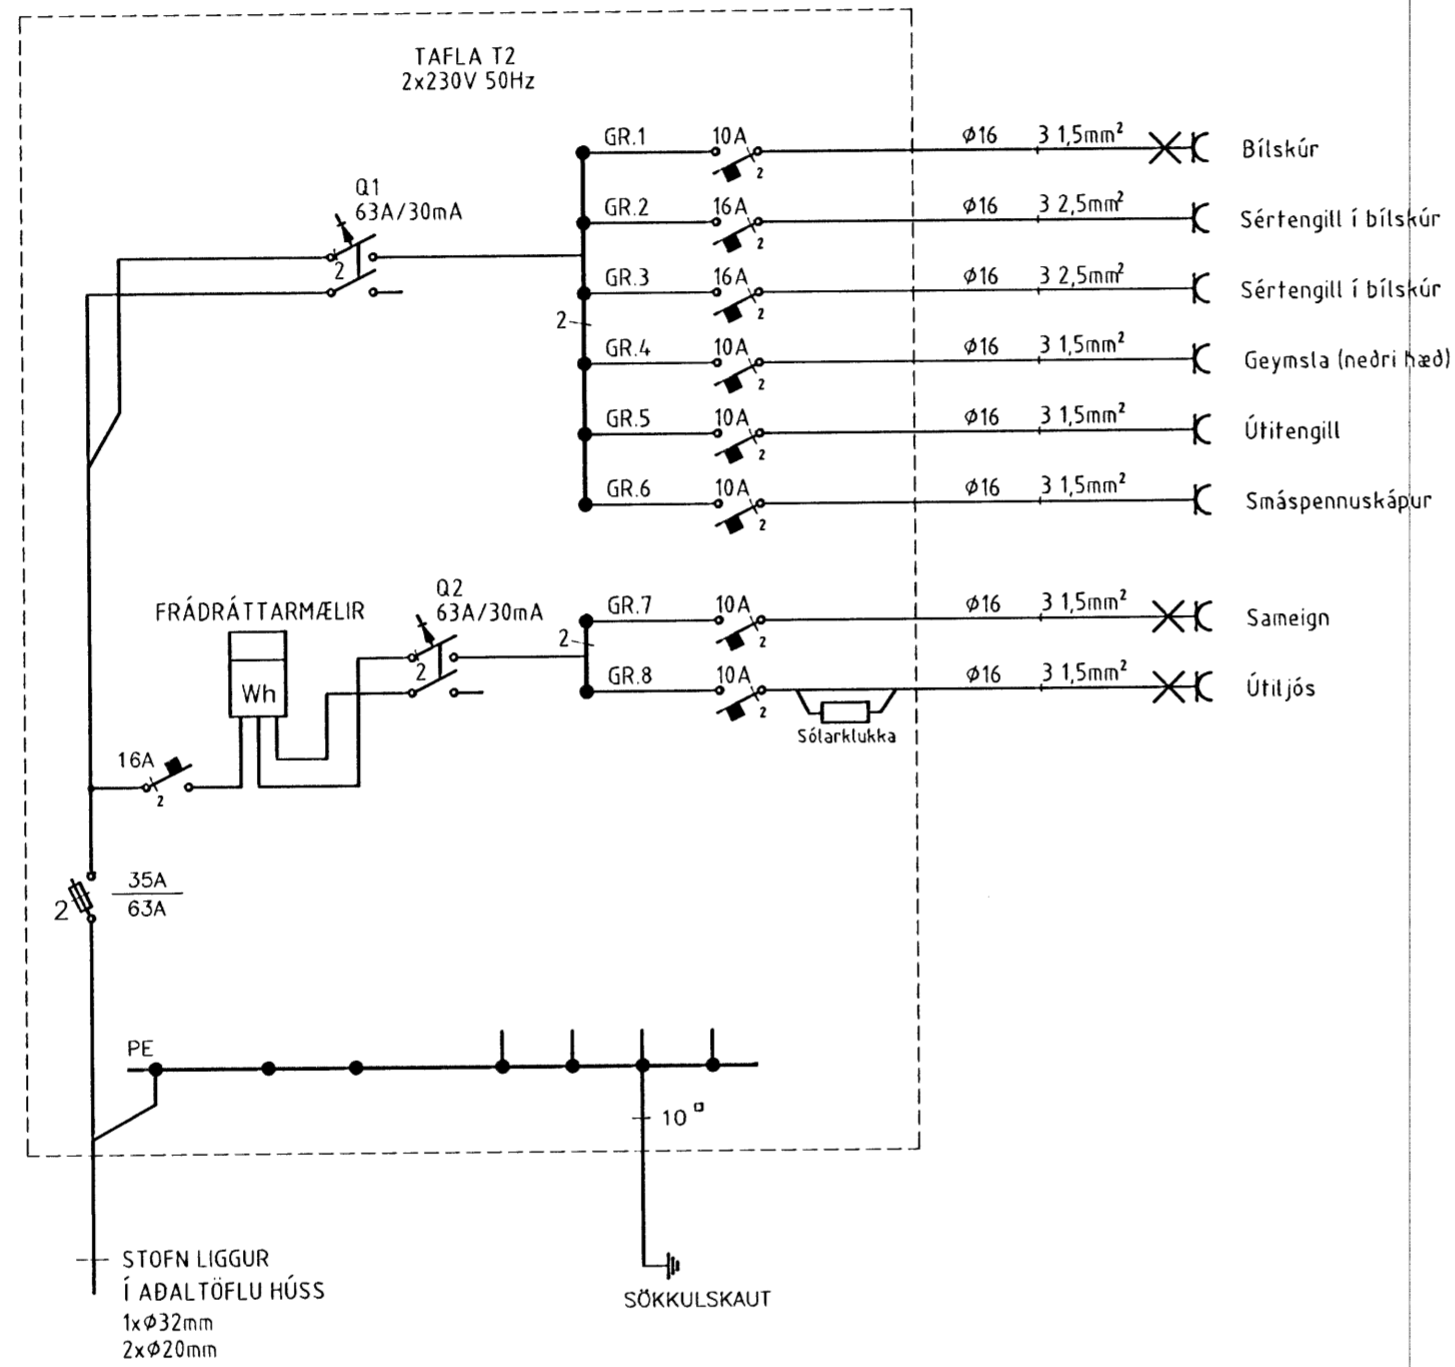 TAFLA T2
2x230V 50Hz
GR.1 10A 2 Ø16 3 1,5mm² Bílskúr
Q1
63A/30mA
2
GR.2 16A 2 Ø16 3 2,5mm² Sértengill í bílskúr
GR.3 16A 2 Ø16 3 2,5mm² Sértengill í bílskúr
2
GR.4 10A 2 Ø16 3 1,5mm² Geymsla (neðri hæð)
GR.5 10A 2 Ø16 3 1,5mm² Útitengill
GR.6 10A 2 Ø16 3 1,5mm² Smáspennuskápur
FRÁDRÁTTARMÆLIR
Wh
Q2
63A/30mA
2
2
GR.7 10A 2 Ø16 3 1,5mm² Sameign
GR.8 10A 2 Ø16 3 1,5mm² Útiljós
Sólarklukka
16A
2
35A
63A
2
PE
10
STOFN LIGGUR
Í AÐALTÖFLU HÚSS
1xØ32mm
2xØ20mm
SÖKKULSKAUT